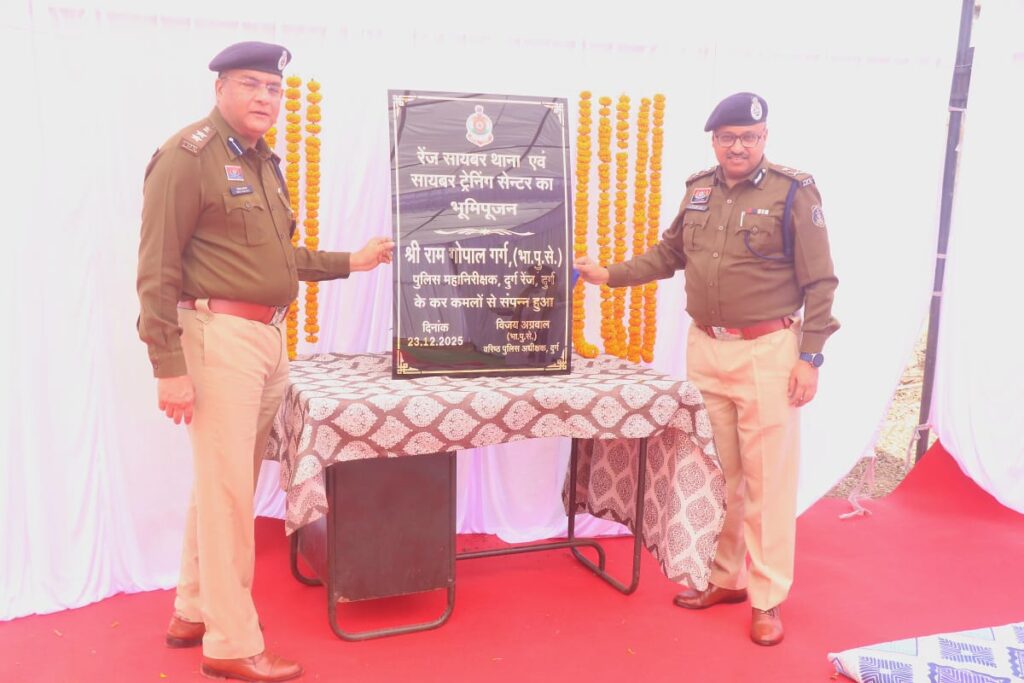 रेंज सायबर थाना एवं
सायबर ट्रेनिंग सेन्टर का
भूमिपूजन
श्री राम गोपाल गर्ग,(भा.पु.से.)
पुलिस महानिरीक्षक, दुर्ग रेंज, दुर्ग
के कर कमलों से संपन्न हुआ
दिनांक
23.12.2025
विजय अग्रवाल
(भा.पु.से.)
वरिष्ठ पुलिस अधीक्षक, दुर्ग